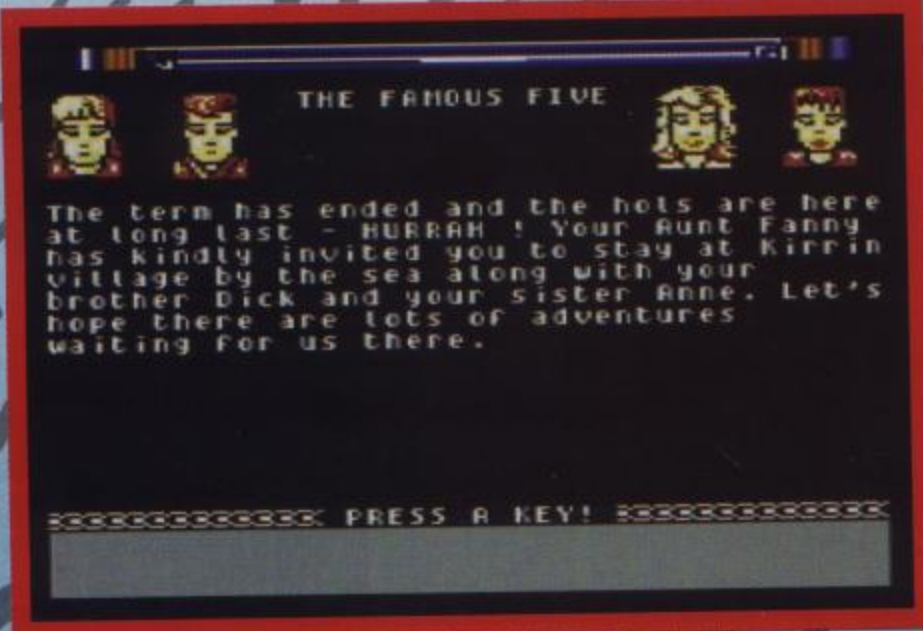 THE FAMOUS FIVE
The term has ended and the hols are here
at long last - HURRAH ! Your Aunt Fanny
has kindly invited you to stay at Kirrin
village by the sea along with your
brother Dick and your sister Anne. Let's
hope there are lots of adventures
waiting for us there.
PRESS A KEY!